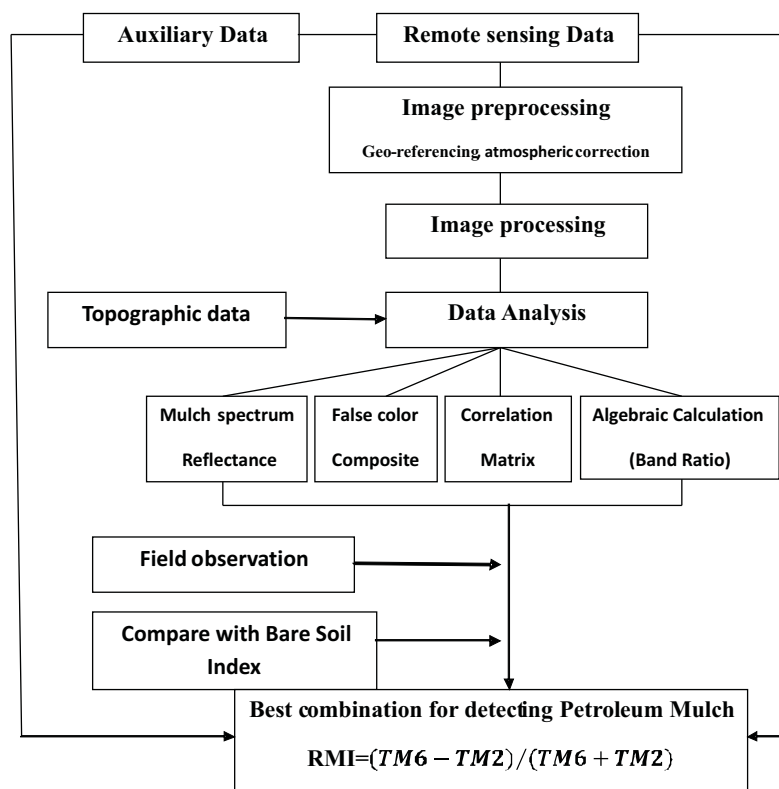 Auxiliary Data
Remote sensing Data
Image preprocessing
Geo-referencing, atmospheric correction
Image processing
Topographic data
Data Analysis
Mulch spectrum
Reflectance
False color
Composite
Correlation
Matrix
Algebraic Calculation
(Band Ratio)
Field observation
Compare with Bare Soil
Index
Best combination for detecting Petroleum Mulch
RMI=(TM6 − TM2)/(TM6 + TM2)